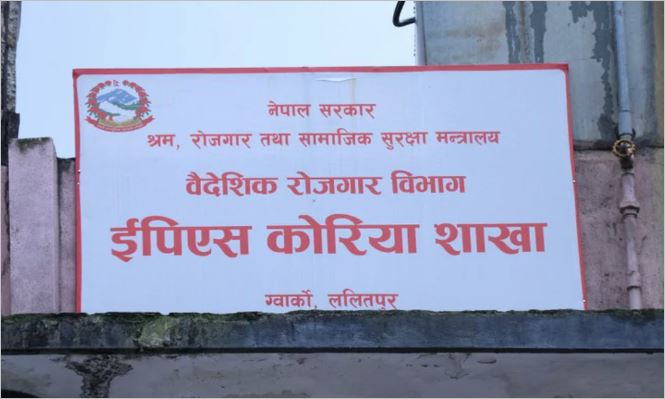 नेपाल सरकार
श्रम, रोजगार तथा सामाजिक सुरक्षा मन्त्रालय
वैदेशिक रोजगार विभाग
ईपिएस कोरिया शाखा
ग्वार्को, ललितपुर